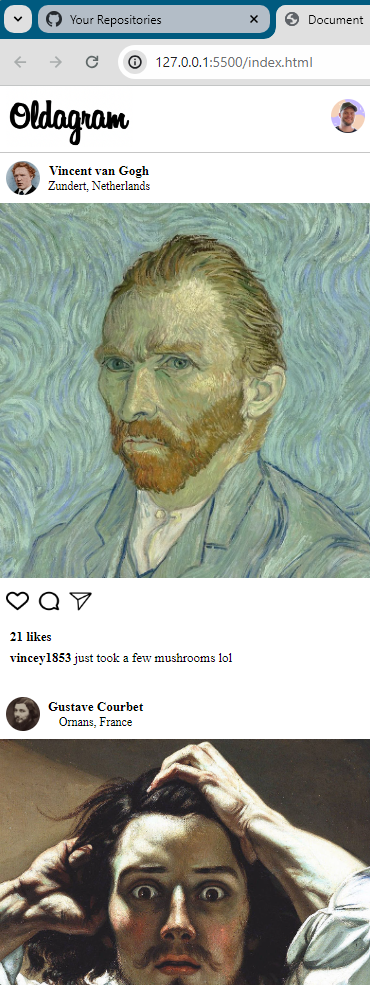 Your Repositories
Document
127.0.0.1:5500/index.html
Oldagram
Vincent van Gogh
Zundert, Netherlands
21 likes
vincey1853 just took a few mushrooms lol
Gustave Courbet
Ornans, France